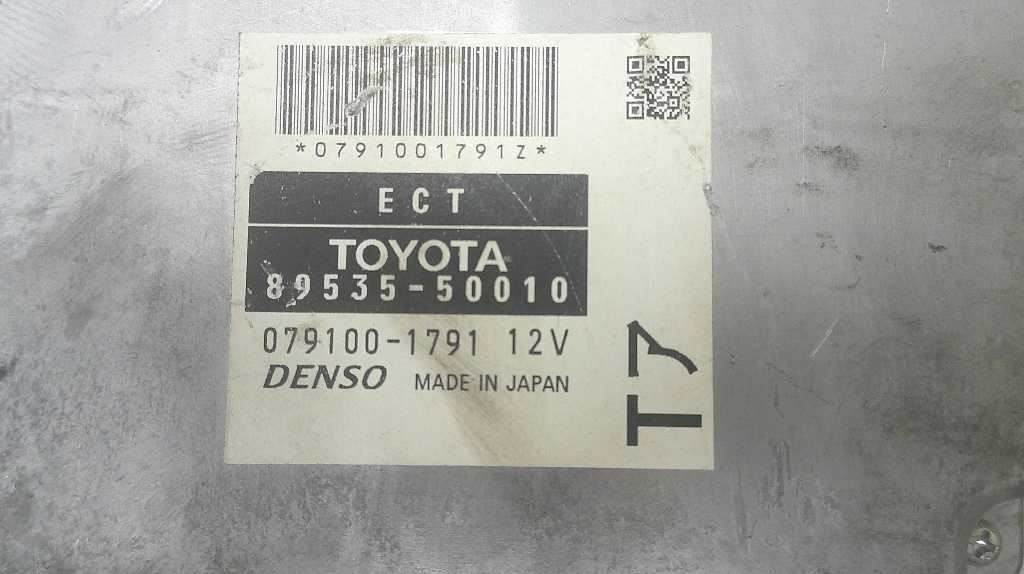 *0791001791Z*
ECT
TOYOTA
89535-50010
079100-1791 12V
DENSO MADE IN JAPAN
T7